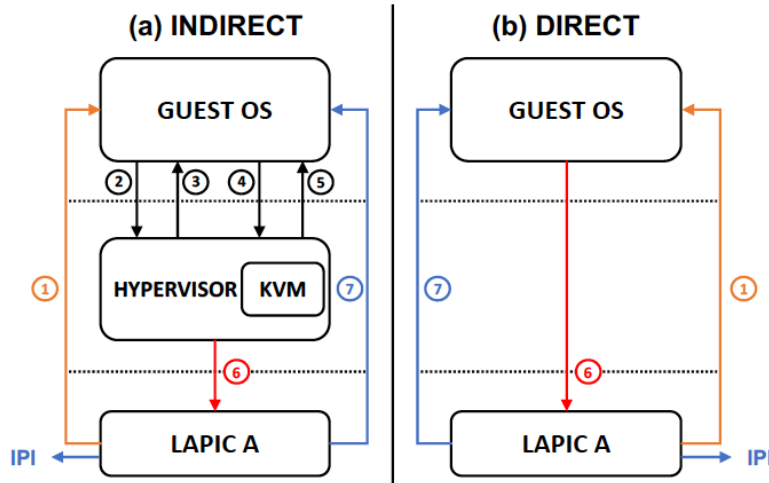 (a) INDIRECT
GUEST OS
2
3
4
5
HYPERVISOR
KVM
1
7
6
LAPIC A
IPI
(b) DIRECT
GUEST OS
7
1
6
LAPIC A
IPI